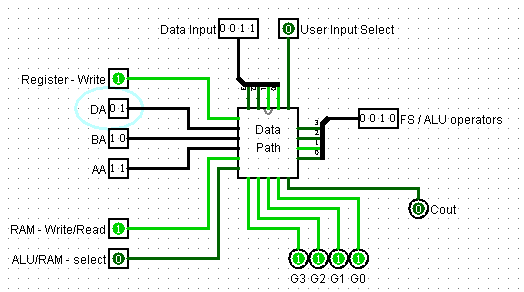 Data Input 0 0 1 1 0 User Input Select
Register - Write 1
DA 0 1
BA 1 0
AA 1 1
Data
Path
3
2
1
0
0 0 1 0 FS / ALU operators
RAM - Write/Read 1
ALU/RAM - select 0
0 Cout
1 1 1 1
G3 G2 G1 G0